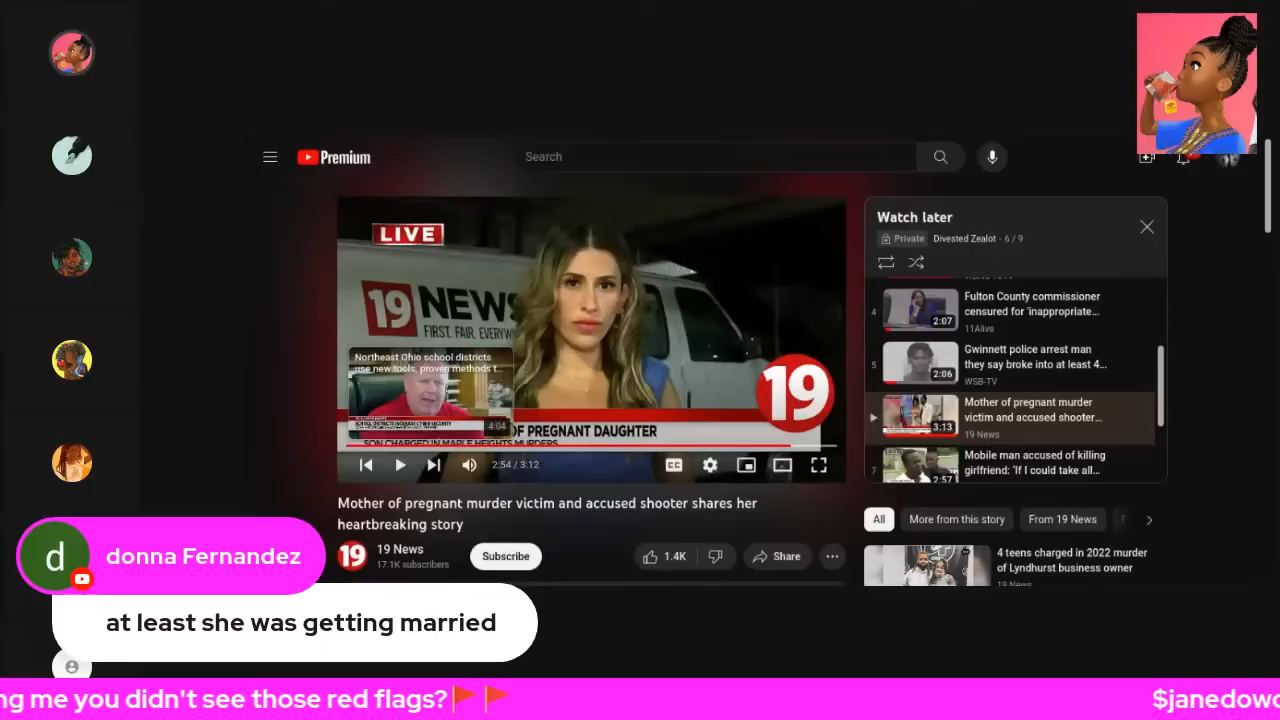 Premium
Search
LIVE
19 NEWS
FIRST. FAIR. EVERYW
Northeast Ohio school districts
use new tools, proven methods t...
4:04
19
OF PREGNANT DAUGHTER
SON CHARGED IN MAPLE HEIGHTS MURDERS
2:54 / 3:12
CC
Mother of pregnant murder victim and accused shooter shares her
heartbreaking story
19
19 News
17.1K subscribers
Subscribe
1.4K
Share
Watch later
Private
Divested Zealot - 6 / 9
4
2:07
Fulton County commissioner
censured for 'inappropriate...
11Alive
5
2:06
Gwinnett police arrest man
they say broke into at least 4...
WSB-TV
3:13
Mother of pregnant murder
victim and accused shooter...
19 News
7
2:57
Mobile man accused of killing
girlfriend: 'If I could take all...
All
More from this story
From 19 News
4 teens charged in 2022 murder
of Lyndhurst business owner
19 News
d
donna Fernandez
at least she was getting married
ng me you didn't see those red flags?🚩🚩
$janedowd